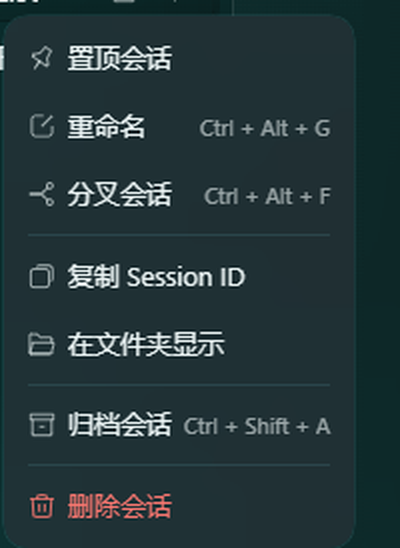 置顶会话
重命名 Ctrl + Alt + G
分叉会话 Ctrl + Alt + F
复制 Session ID
在文件夹显示
归档会话 Ctrl + Shift + A
删除会话